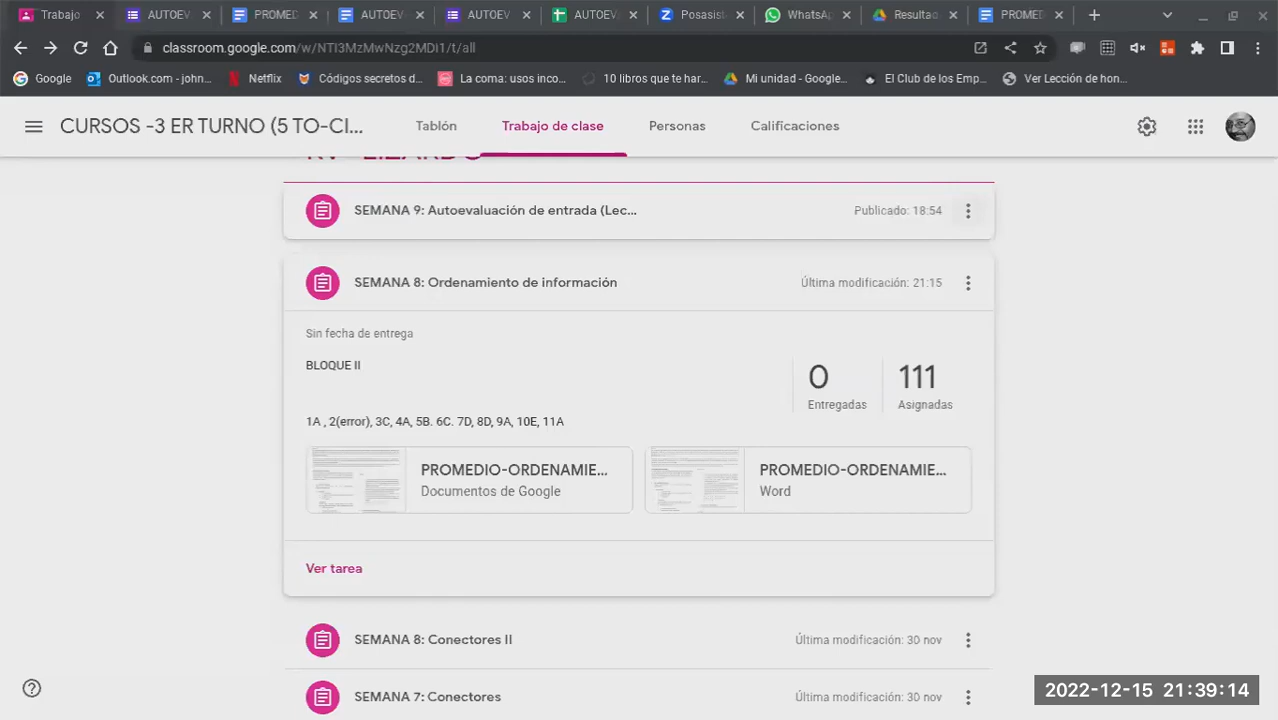 Trabajo
AUTOEV
PROMED
AUTOEV
AUTOEV
AUTOEVA
Posasist
WhatsAp
Resultad
PROMED
classroom.google.com/w/NTI3MzMwNzg2MDI1/t/all
Google
Outlook.com - john...
Netflix
Códigos secretos d...
La coma: usos inco...
10 libros que te har...
Mi unidad - Google...
El Club de los Emp...
Ver Lección de hon...
CURSOS -3 ER TURNO (5 TO-CI...
Tablón
Trabajo de clase
Personas
Calificaciones
RV - LIZARDO
SEMANA 9: Autoevaluación de entrada (Lec...
Publicado: 18:54
SEMANA 8: Ordenamiento de información
Última modificación: 21:15
Sin fecha de entrega
BLOQUE II
0
111
Entregadas
Asignadas
1A , 2(error), 3C, 4A, 5B. 6C. 7D, 8D, 9A, 10E, 11A
PROMEDIO-ORDENAMIE...
Documentos de Google
PROMEDIO-ORDENAMIE...
Word
Ver tarea
SEMANA 8: Conectores II
Última modificación: 30 nov
SEMANA 7: Conectores
Última modificación: 30 nov
2022-12-15 21:39:14